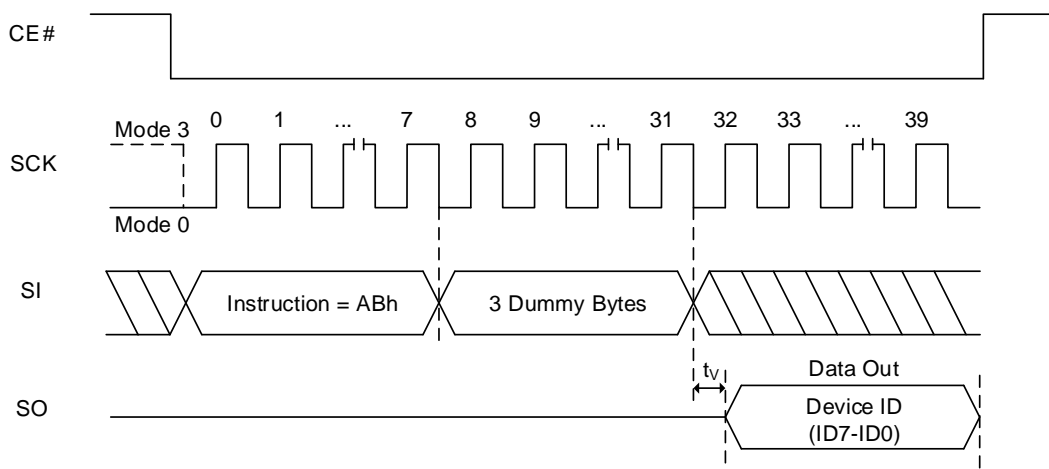 CE#
Mode 3 0 1 ... 7 8 9 ... 31 32 33 ... 39
SCK
Mode 0
SI Instruction = ABh 3 Dummy Bytes
tV Data Out
SO Device ID
(ID7-ID0)